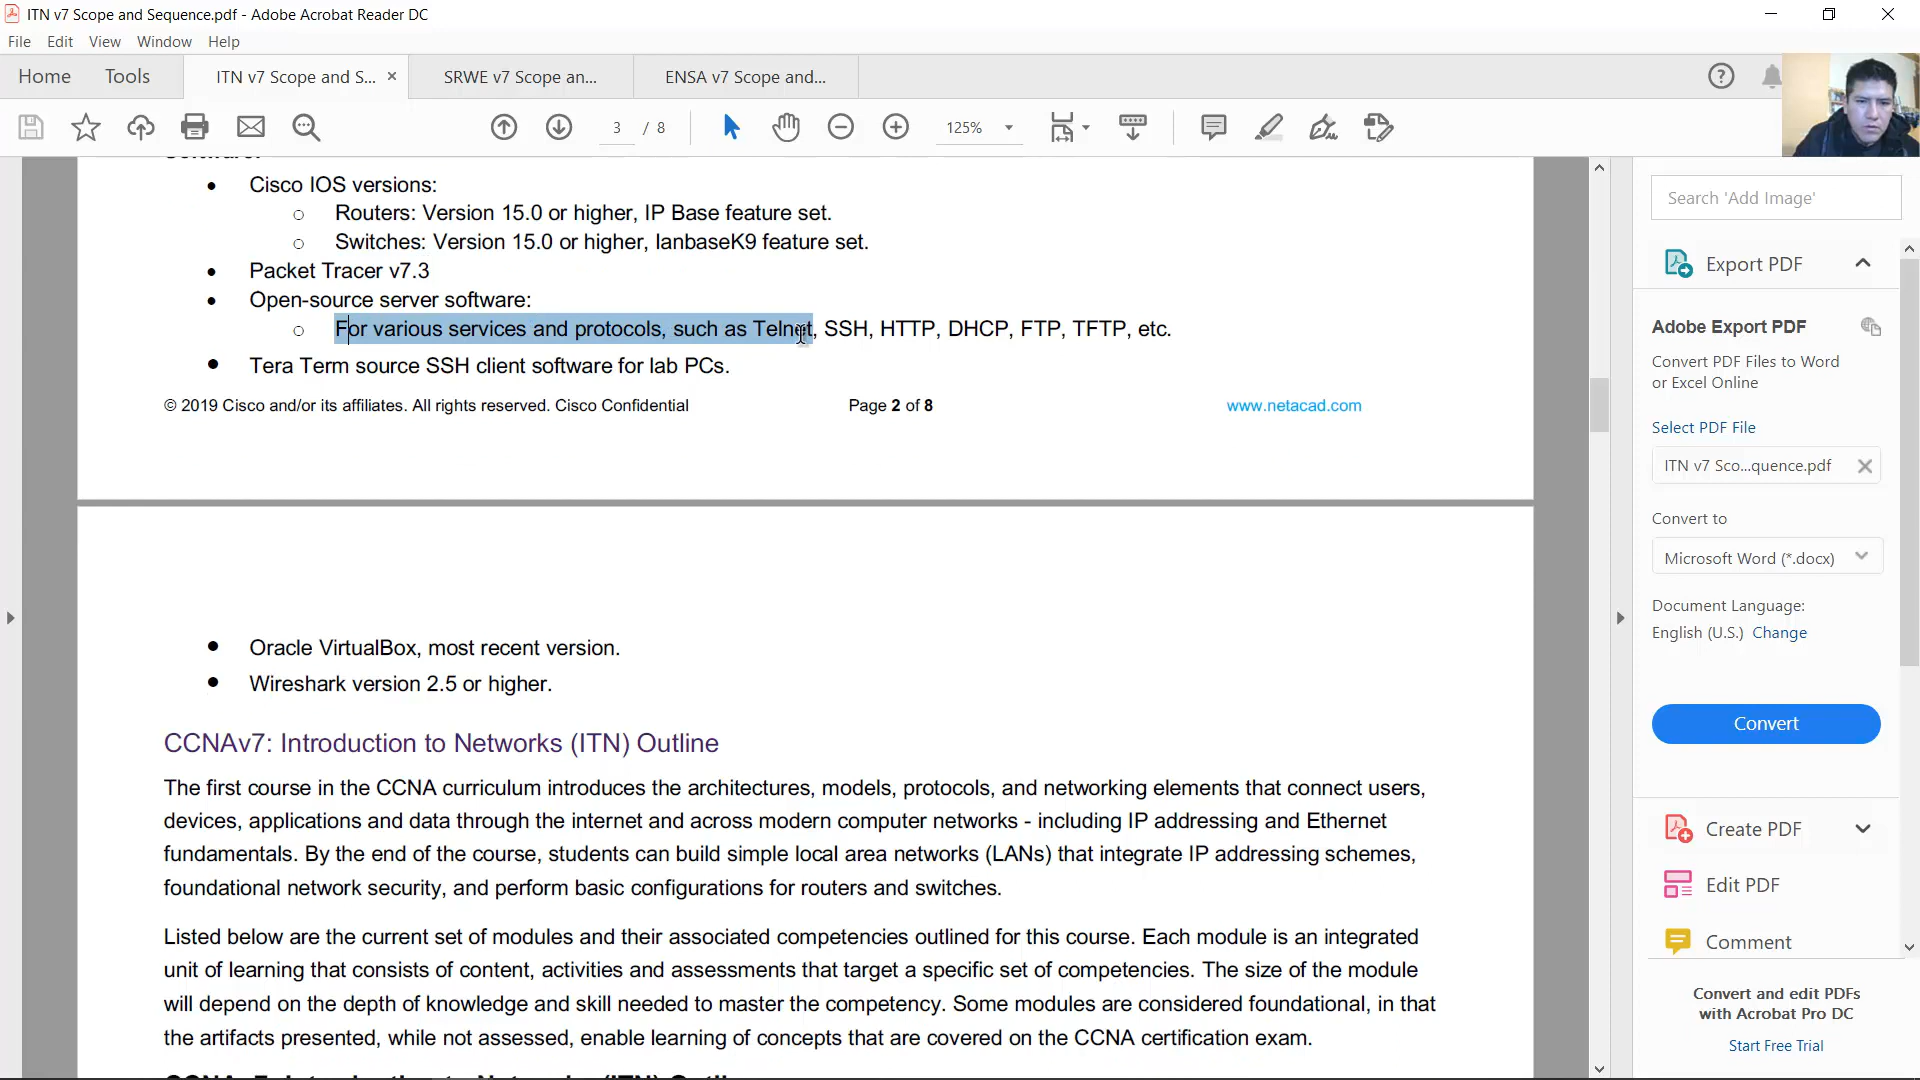 ITN v7 Scope and Sequence.pdf - Adobe Acrobat Reader DC
File Edit View Window Help
Home Tools ITN v7 Scope and S... × SRWE v7 Scope an... ENSA v7 Scope and...
3 / 8 125%
• Cisco IOS versions:
○ Routers: Version 15.0 or higher, IP Base feature set.
○ Switches: Version 15.0 or higher, lanbaseK9 feature set.
• Packet Tracer v7.3
• Open-source server software:
○ For various services and protocols, such as Telnet, SSH, HTTP, DHCP, FTP, TFTP, etc.
• Tera Term source SSH client software for lab PCs.
© 2019 Cisco and/or its affiliates. All rights reserved. Cisco Confidential Page 2 of 8 www.netacad.com
• Oracle VirtualBox, most recent version.
• Wireshark version 2.5 or higher.
CCNAv7: Introduction to Networks (ITN) Outline
The first course in the CCNA curriculum introduces the architectures, models, protocols, and networking elements that connect users,
devices, applications and data through the internet and across modern computer networks - including IP addressing and Ethernet
fundamentals. By the end of the course, students can build simple local area networks (LANs) that integrate IP addressing schemes,
foundational network security, and perform basic configurations for routers and switches.
Listed below are the current set of modules and their associated competencies outlined for this course. Each module is an integrated
unit of learning that consists of content, activities and assessments that target a specific set of competencies. The size of the module
will depend on the depth of knowledge and skill needed to master the competency. Some modules are considered foundational, in that
the artifacts presented, while not assessed, enable learning of concepts that are covered on the CCNA certification exam.
Search 'Add Image'
Export PDF
Adobe Export PDF
Convert PDF Files to Word
or Excel Online
Select PDF File
ITN v7 Sco...quence.pdf
Convert to
Microsoft Word (*.docx)
Document Language:
English (U.S.) Change
Convert
Create PDF
Edit PDF
Comment
Convert and edit PDFs
with Acrobat Pro DC
Start Free Trial